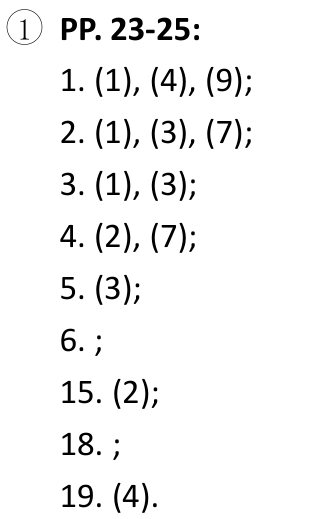 ① PP. 23-25:
1. (1), (4), (9);
2. (1), (3), (7);
3. (1), (3);
4. (2), (7);
5. (3);
6. ;
15. (2);
18. ;
19. (4).